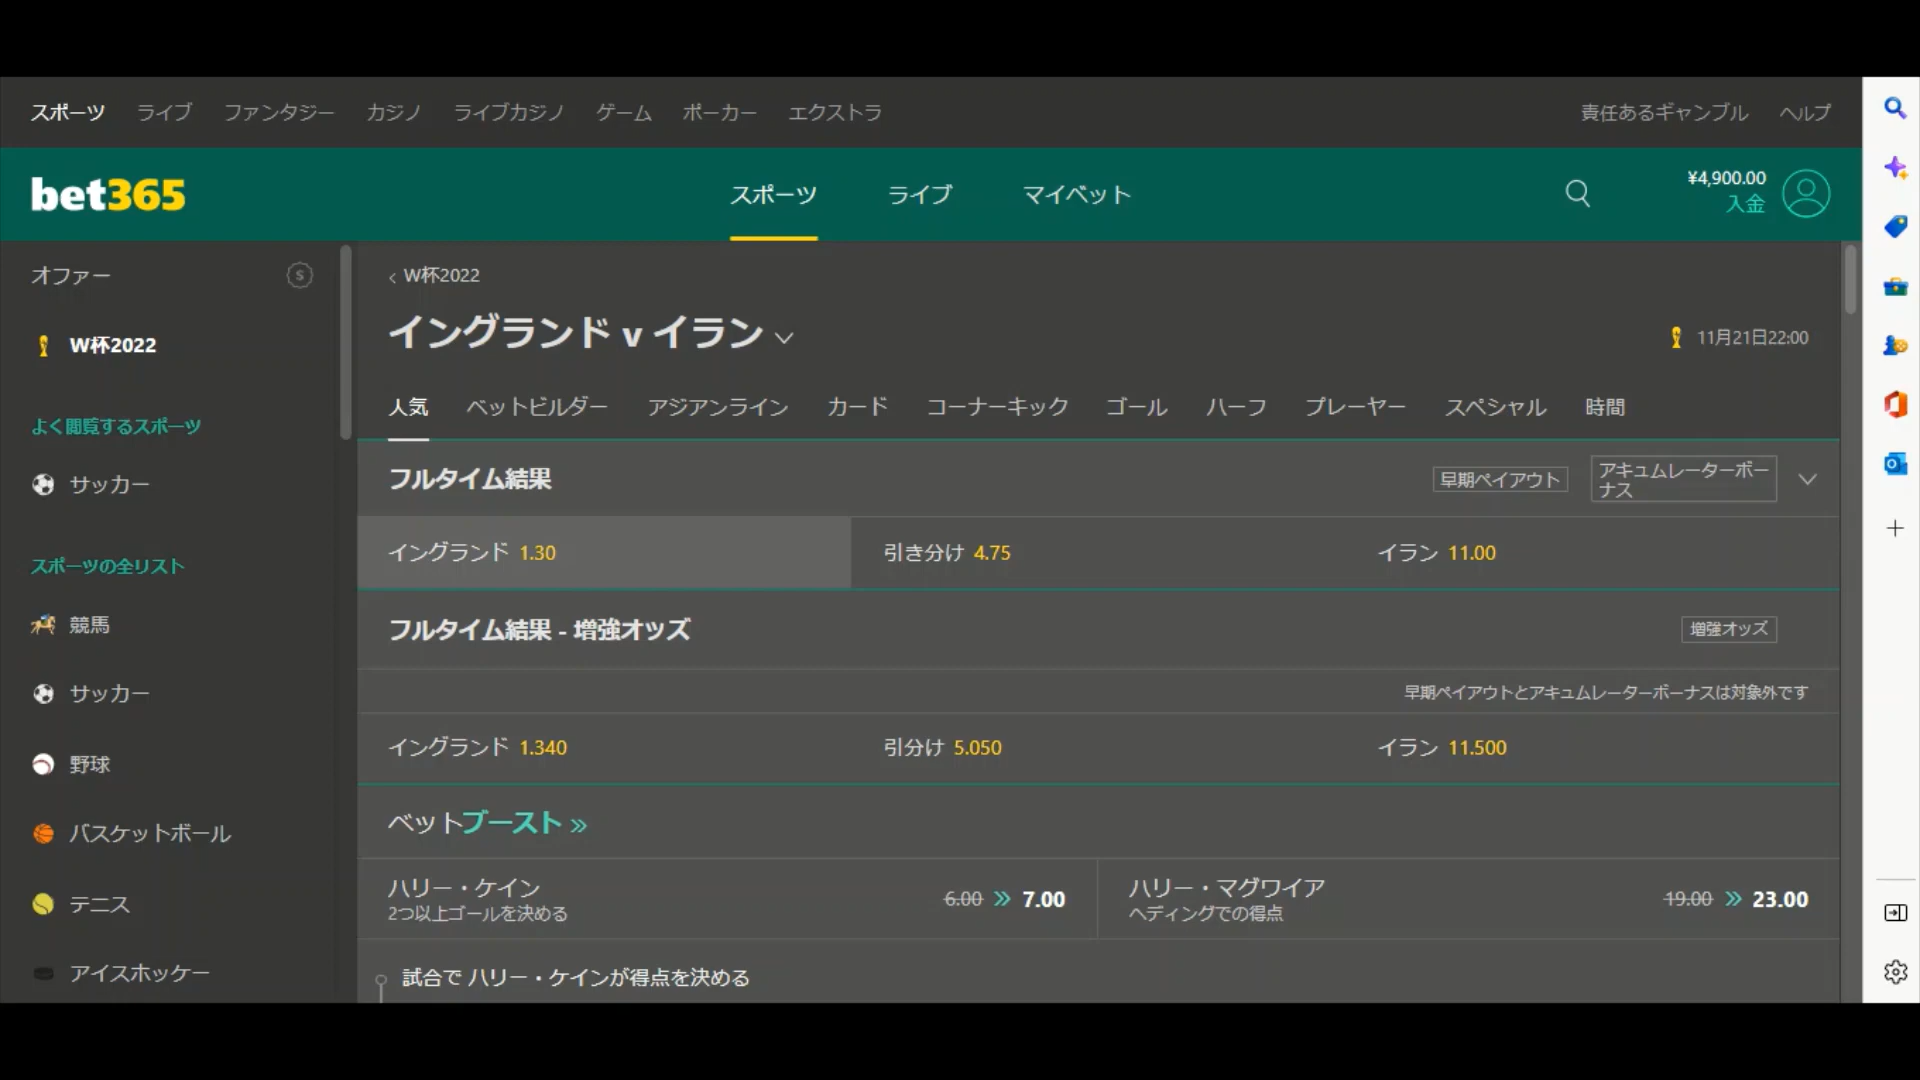 スポーツ ライブ ファンタジー カジノ ライブカジノ ゲーム ポーカー エクストラ 責任あるギャンブル ヘルプ
bet365 スポーツ ライブ マイベット ¥4,900.00
入金
オファー
W杯2022
よく閲覧するスポーツ
サッカー
スポーツの全リスト
競馬
サッカー
野球
バスケットボール
テニス
アイスホッケー
W杯2022
イングランド v イラン 11月21日22:00
人気 ベットビルダー アジアンライン カード コーナーキック ゴール ハーフ プレーヤー スペシャル 時間
フルタイム結果 早期ペイアウト アキュムレーターボー
ナス
イングランド 1.30 引き分け 4.75 イラン 11.00
フルタイム結果 - 増強オッズ 増強オッズ
早期ペイアウトとアキュムレーターボーナスは対象外です
イングランド 1.340 引分け 5.050 イラン 11.500
ベットブースト »
ハリー・ケイン 6.00 » 7.00
2つ以上ゴールを決める
ハリー・マグワイア 19.00 » 23.00
ヘディングでの得点
試合で ハリー・ケインが得点を決める